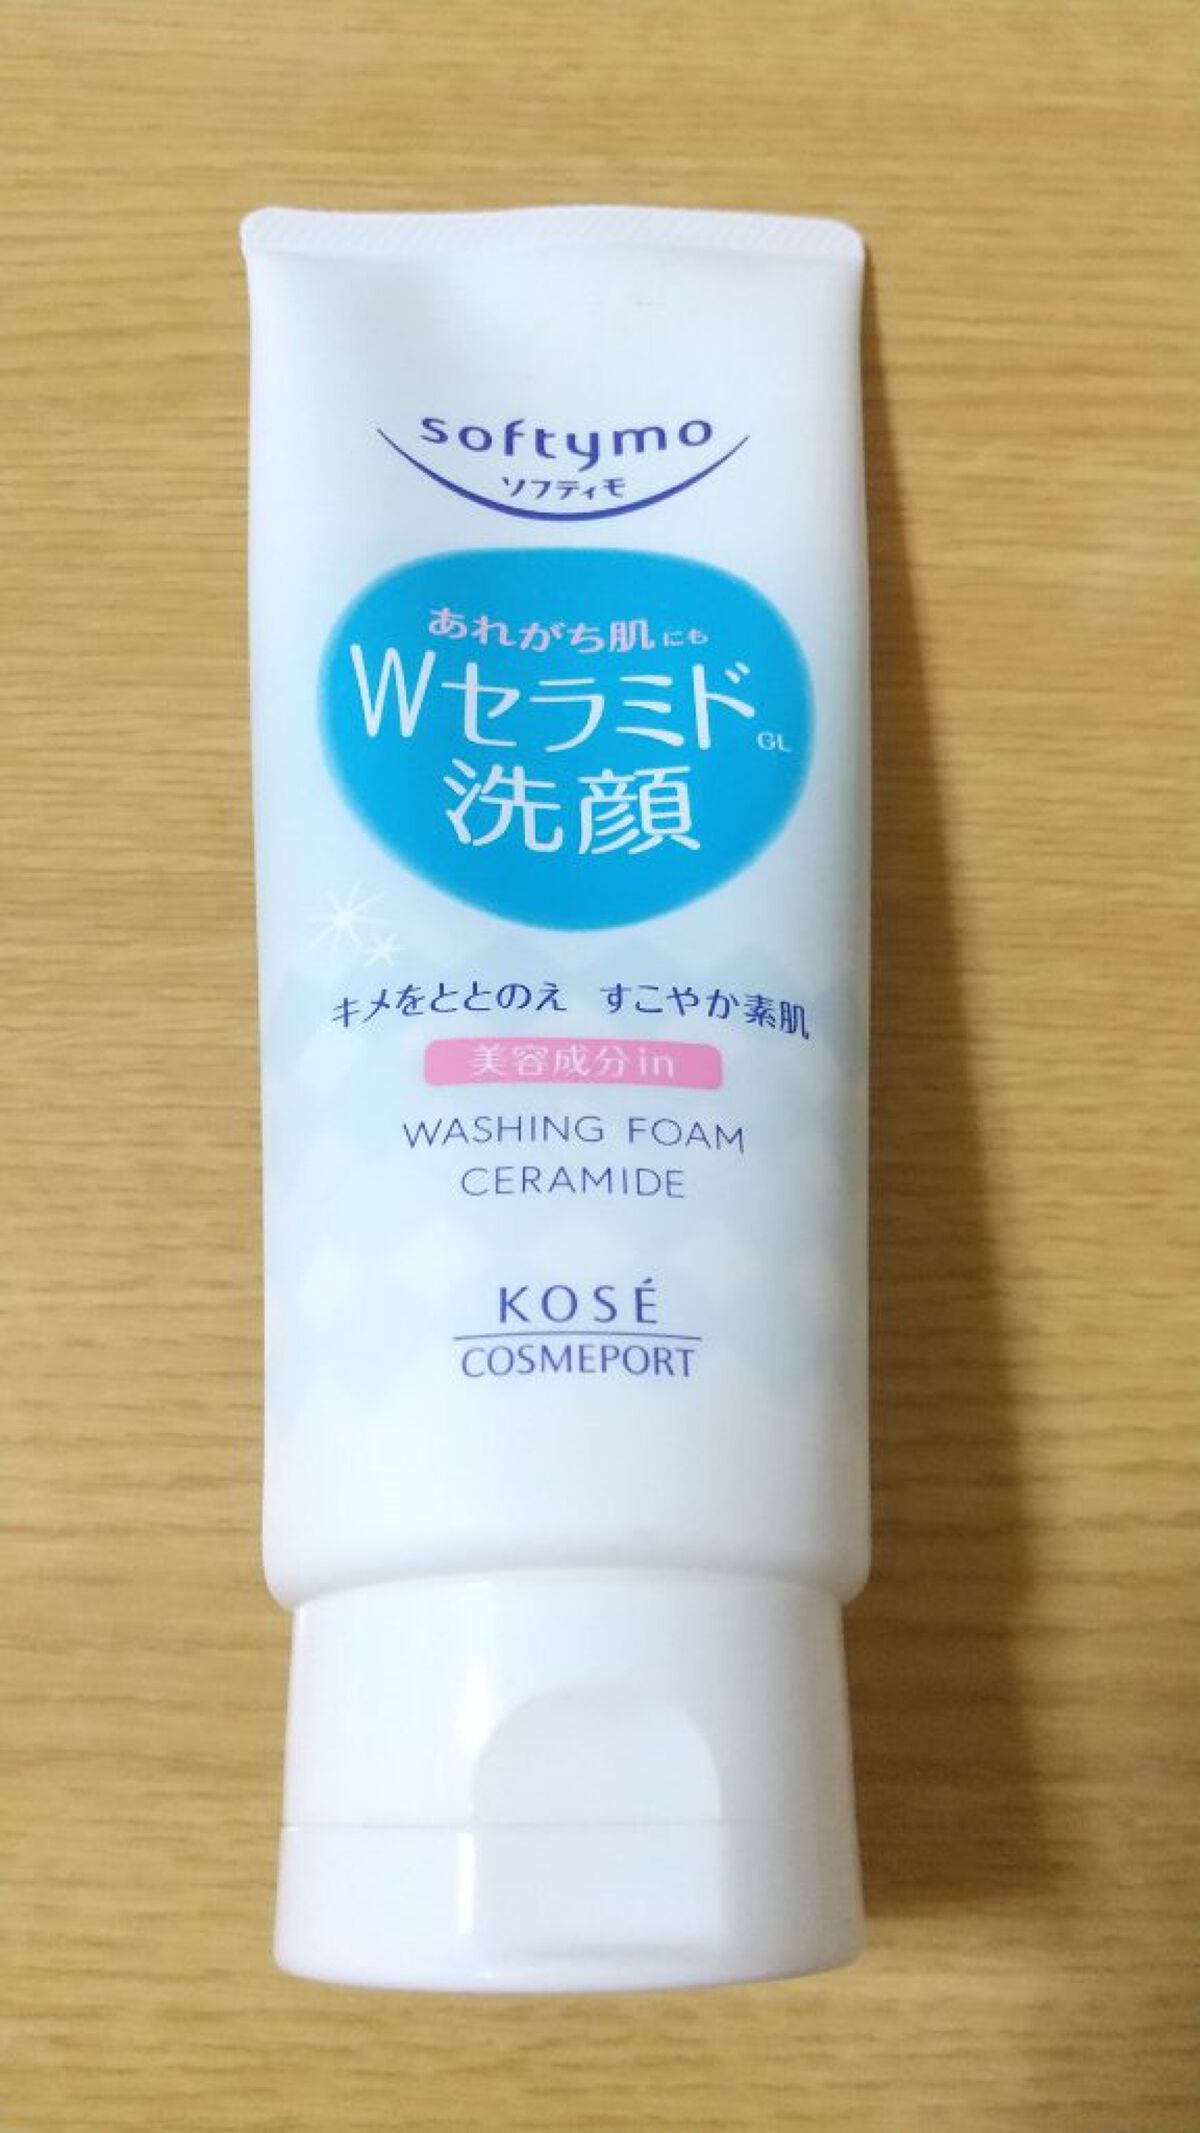 softymo
ソフティモ
あれがち肌にも
Wセラミド GL
洗顔
キメをととのえ すこやか素肌
美容成分in
WASHING FOAM
CERAMIDE
KOSÉ
COSMEPORT